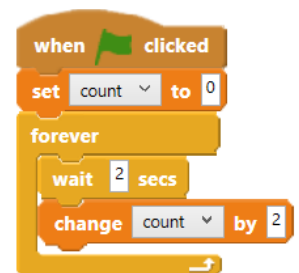 when clicked
set count to 0
forever
wait 2 secs
change count by 2